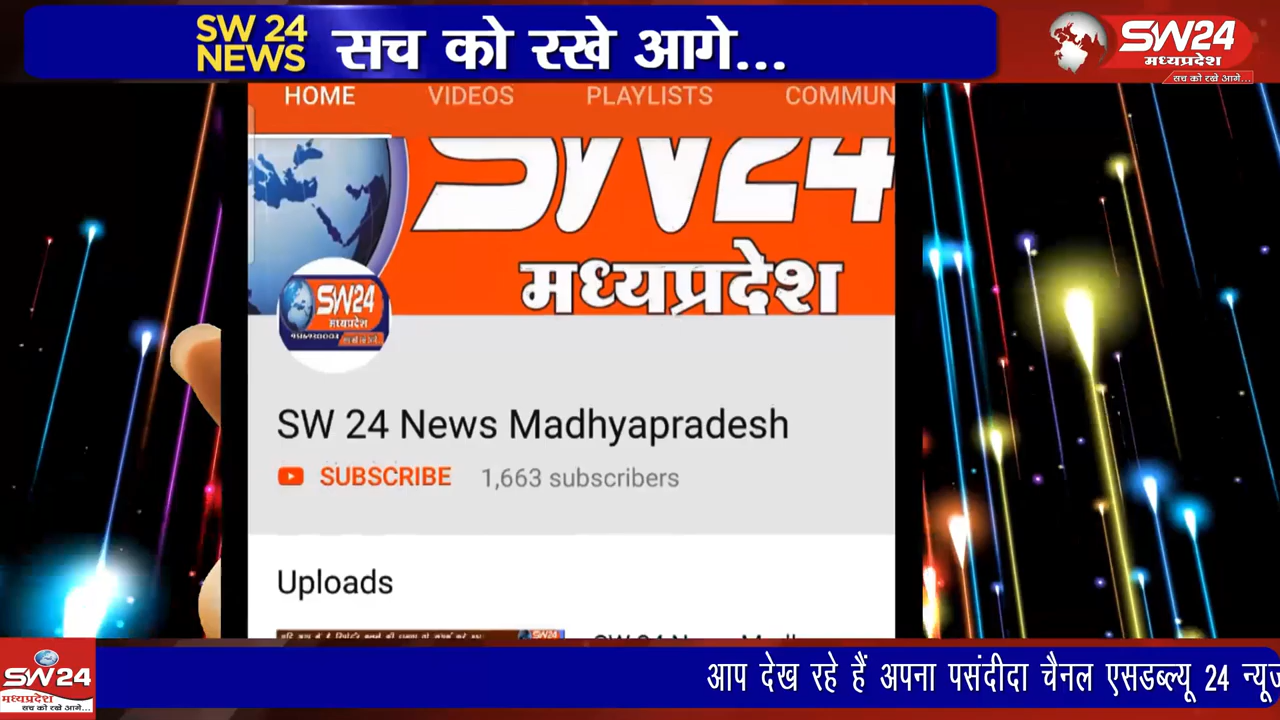 SW 24
NEWS
सच को रखे आगे...
SW24
मध्यप्रदेश
सच को रखे आगे...
HOME VIDEOS PLAYLISTS COMMUN
SW24
मध्यप्रदेश
SW24
मध्यप्रदेश
SW 24 News Madhyapradesh
SUBSCRIBE 1,663 subscribers
Uploads
SW24
SW24
मध्यप्रदेश
सच को रखे आगे...
आप देख रहे हैं अपना पसंदीदा चैनल एसडब्ल्यू 24 न्यूज